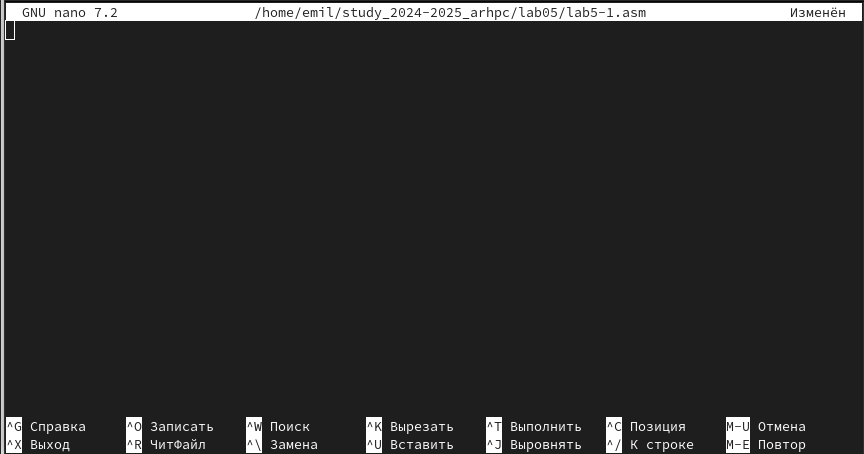 GNU nano 7.2 /home/emil/study_2024-2025_arhpc/lab05/lab5-1.asm Изменён
^G Справка ^O Записать ^W Поиск ^K Вырезать ^T Выполнить ^C Позиция M-U Отмена
^X Выход ^R ЧитФайл ^\ Замена ^U Вставить ^J Выровнять ^/ К строке M-E Повтор